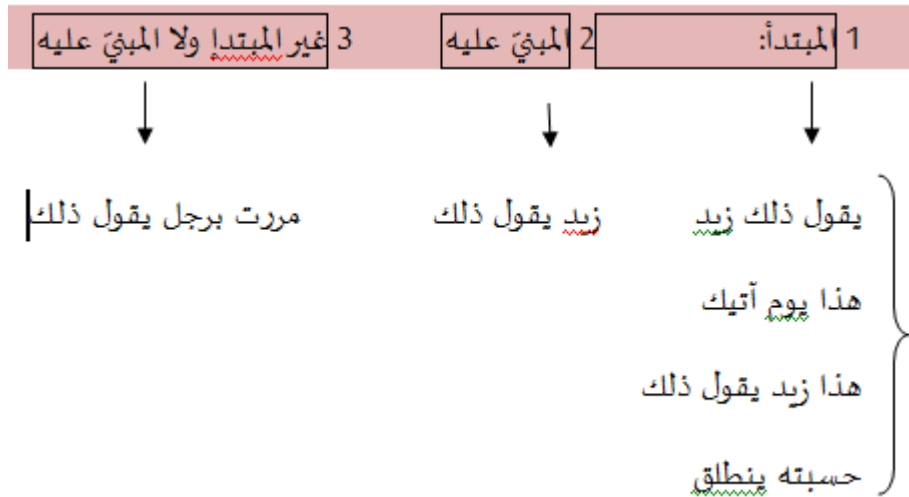 1 المبتدأ: 2 المبنيّ عليه 3 غير المبتدإ ولا المبنيّ عليه
يقول ذلك زيد زيد يقول ذلك مررت برجل يقول ذلك
هذا يوم آتيك
هذا زيد يقول ذلك
حسبته ينطلق